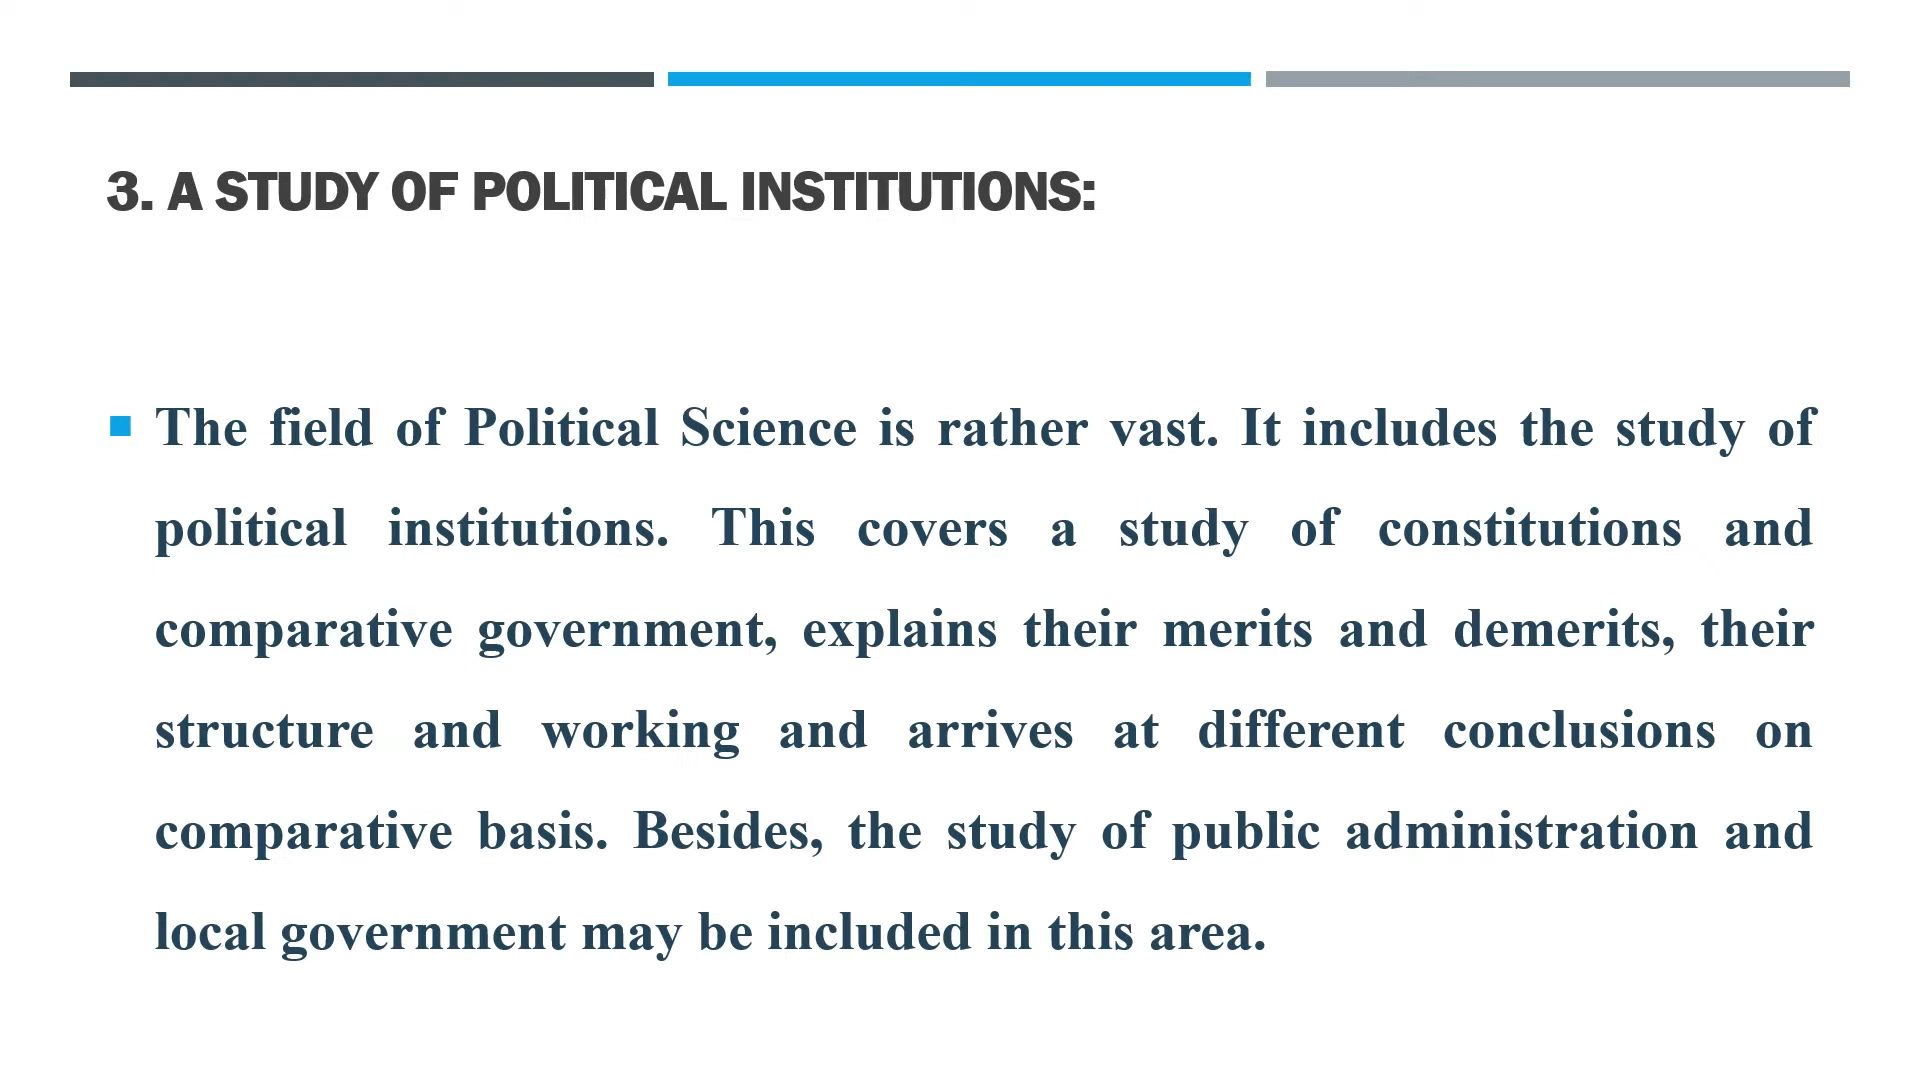 3. A STUDY OF POLITICAL INSTITUTIONS:
The field of Political Science is rather vast. It includes the study of
political institutions. This covers a study of constitutions and
comparative government, explains their merits and demerits, their
structure and working and arrives at different conclusions on
comparative basis. Besides, the study of public administration and
local government may be included in this area.